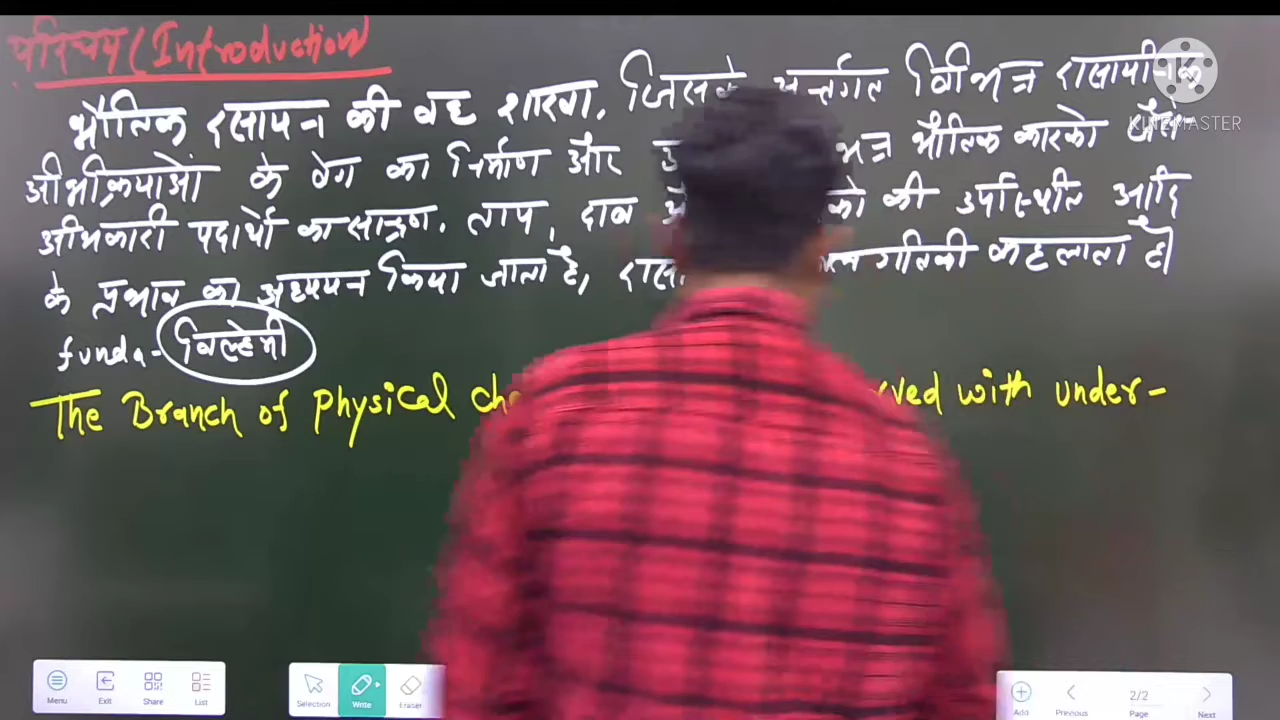 परिचय (Introduction)
भौतिक रसायन की वह शाखा, जिसके अन्तर्गत विभिन्न रासायनिक
KINEMASTER
अभिक्रियाओं के वेग का निर्माण और भौतिक कारको जैसे
अभिकारी पदार्थो का सान्द्रण, ताप, दाब की उपस्थिति आदि
के प्रभाव का अध्ययन किया जाता है, गतिकी कहलाता है।
funda- विल्हेमी
The Branch of Physical with under-
Menu Exit Share List Selection Write Eraser Add Previous 2/2 Page Next